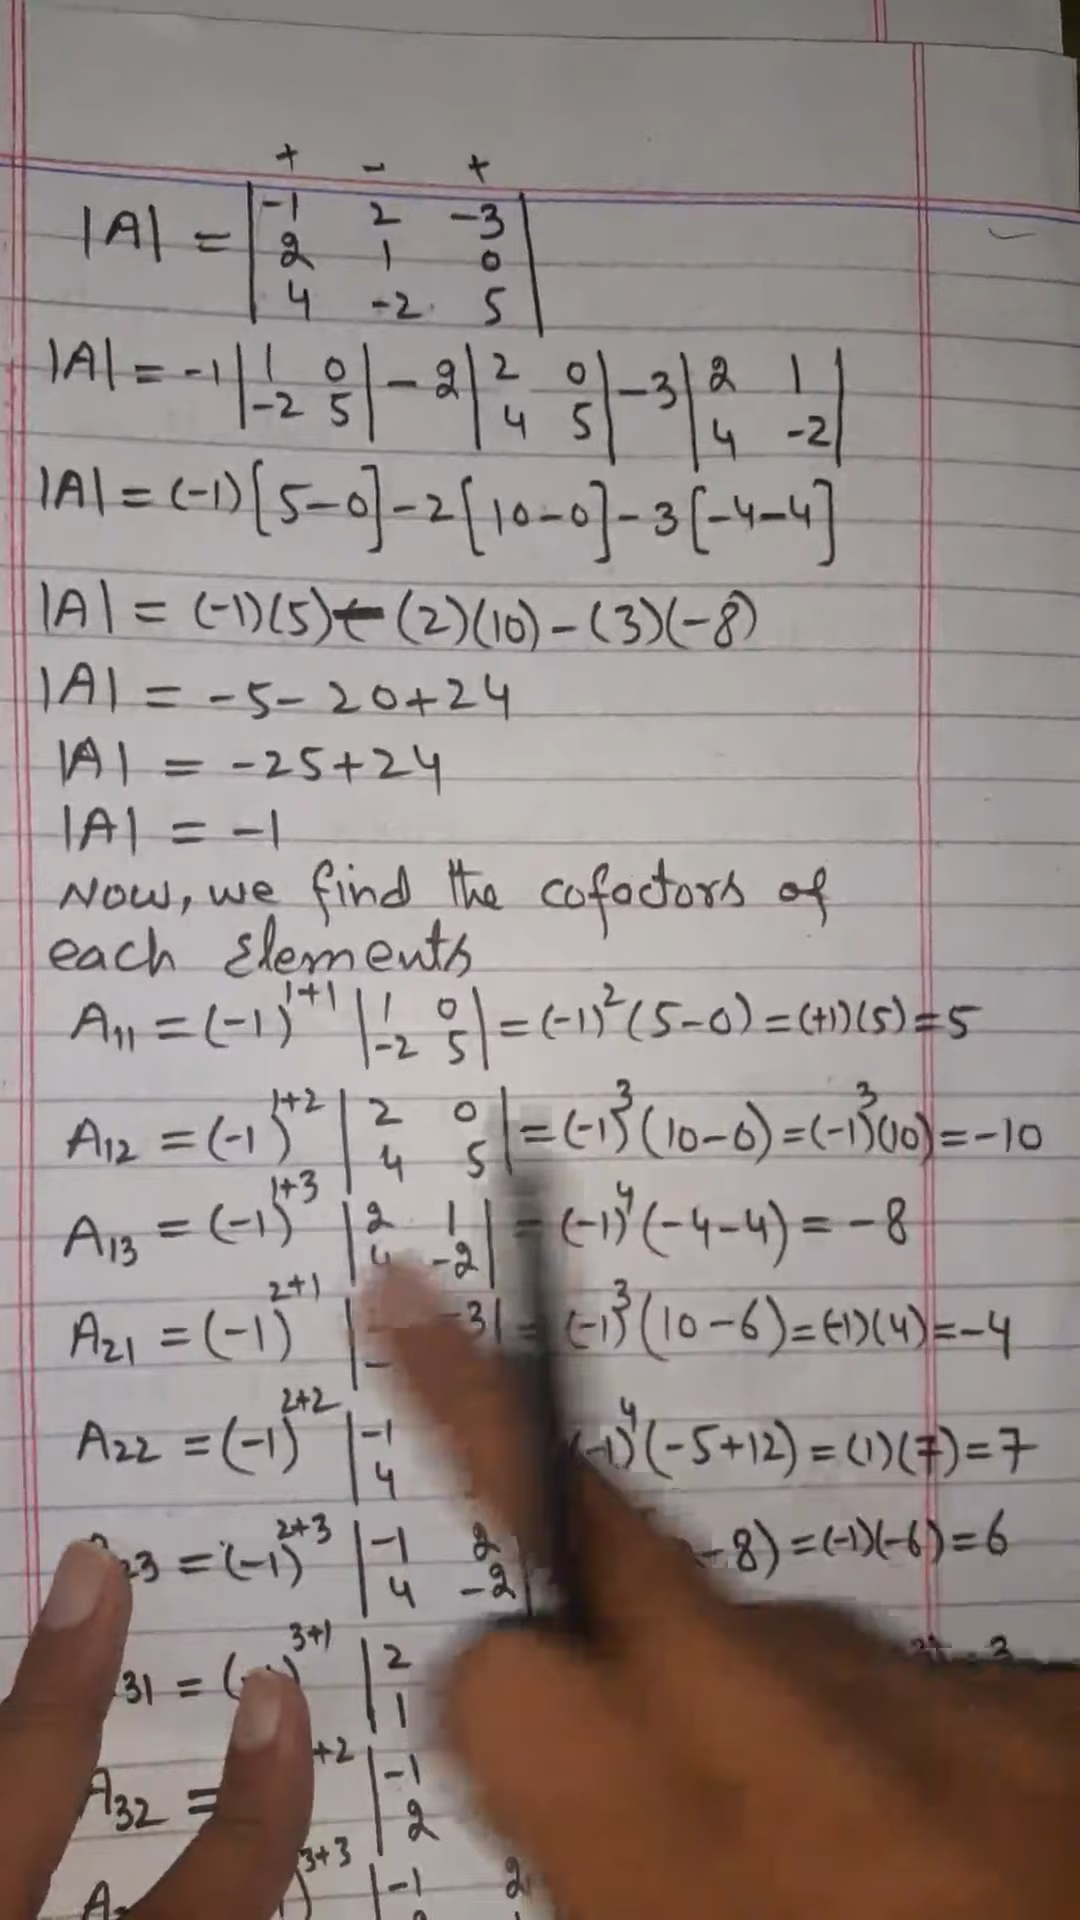 + - +
|A| = |-1 2 -3|
|2 1 0|
|4 -2 5|
|A| = -1 |1 0| - 2 |2 0| - 3 |2 1|
|-2 5| |4 5| |4 -2|
|A| = (-1)[5-0]-2[10-0]-3[-4-4]
|A| = (-1)(5) - (2)(10) - (3)(-8)
|A| = -5 - 20 + 24
|A| = -25 + 24
|A| = -1
Now, we find the cofactors of
each Elements
A₁₁ = (-1)¹⁺¹ |1 0| = (-1)²(5-0) = (+1)(5) = 5
|-2 5|
A₁₂ = (-1)¹⁺² |2 0| = (-1)³(10-0) = (-1)³(10) = -10
|4 5|
A₁₃ = (-1)¹⁺³ |2 1| = (-1)⁴(-4-4) = -8
|4 -2|
A₂₁ = (-1)²⁺¹ | -3| = (-1)³(10-6) = (-1)(4) = -4
A₂₂ = (-1)²⁺² |-1 (-1)⁴(-5+12) = (1)(7) = 7
|4
23 = (-1)²⁺³ |-1 2 -8) = (-1)(-6) = 6
|4 -2|
31 = ( )³⁺¹ |2
|1
A₃₂ = +2 |-1
|2
3+3 |-1 2